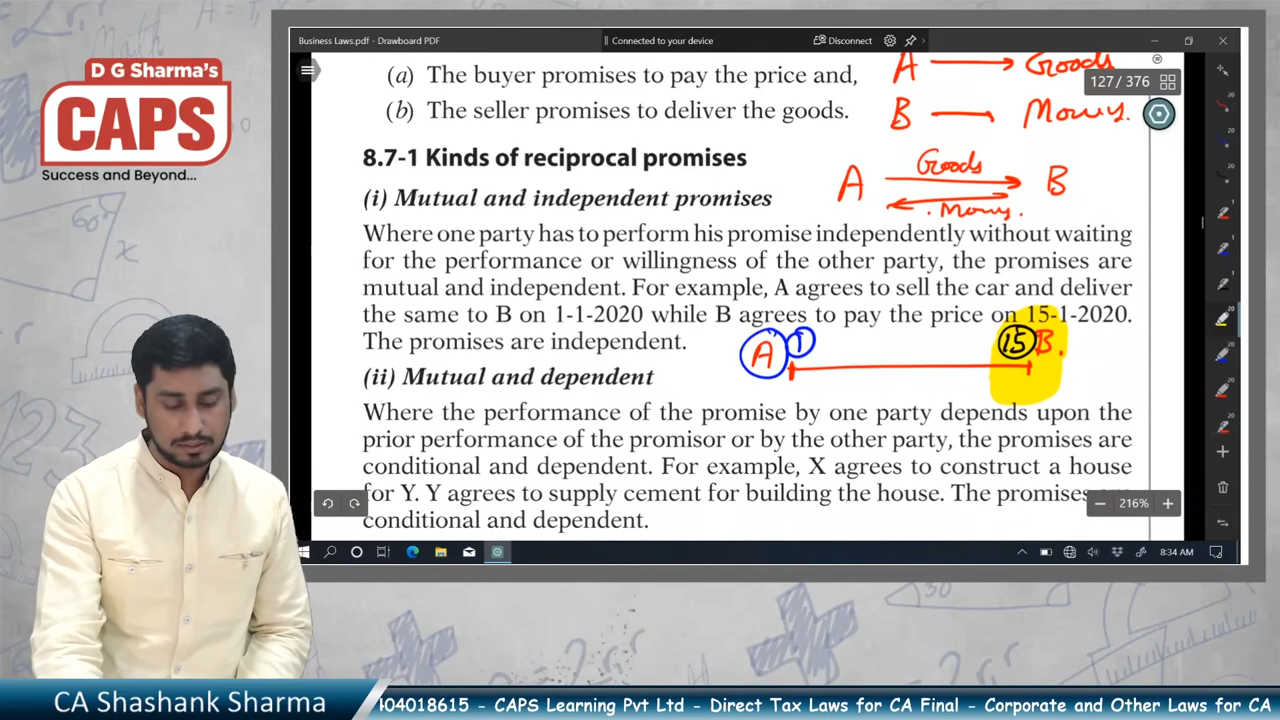 D G Sharma's
CAPS
Success and Beyond...
Business Laws.pdf - Drawboard PDF
Connected to your device
Disconnect
127 / 376
(a) The buyer promises to pay the price and,
(b) The seller promises to deliver the goods.
A Goods
B Money.
8.7-1 Kinds of reciprocal promises
A Goods B
Money.
(i) Mutual and independent promises
Where one party has to perform his promise independently without waiting
for the performance or willingness of the other party, the promises are
mutual and independent. For example, A agrees to sell the car and deliver
the same to B on 1-1-2020 while B agrees to pay the price on 15-1-2020.
The promises are independent.
A 1 15 B.
(ii) Mutual and dependent
Where the performance of the promise by one party depends upon the
prior performance of the promisor or by the other party, the promises are
conditional and dependent. For example, X agrees to construct a house
for Y. Y agrees to supply cement for building the house. The promises
conditional and dependent.
216%
8:34 AM
CA Shashank Sharma
404018615 - CAPS Learning Pvt Ltd - Direct Tax Laws for CA Final - Corporate and Other Laws for CA